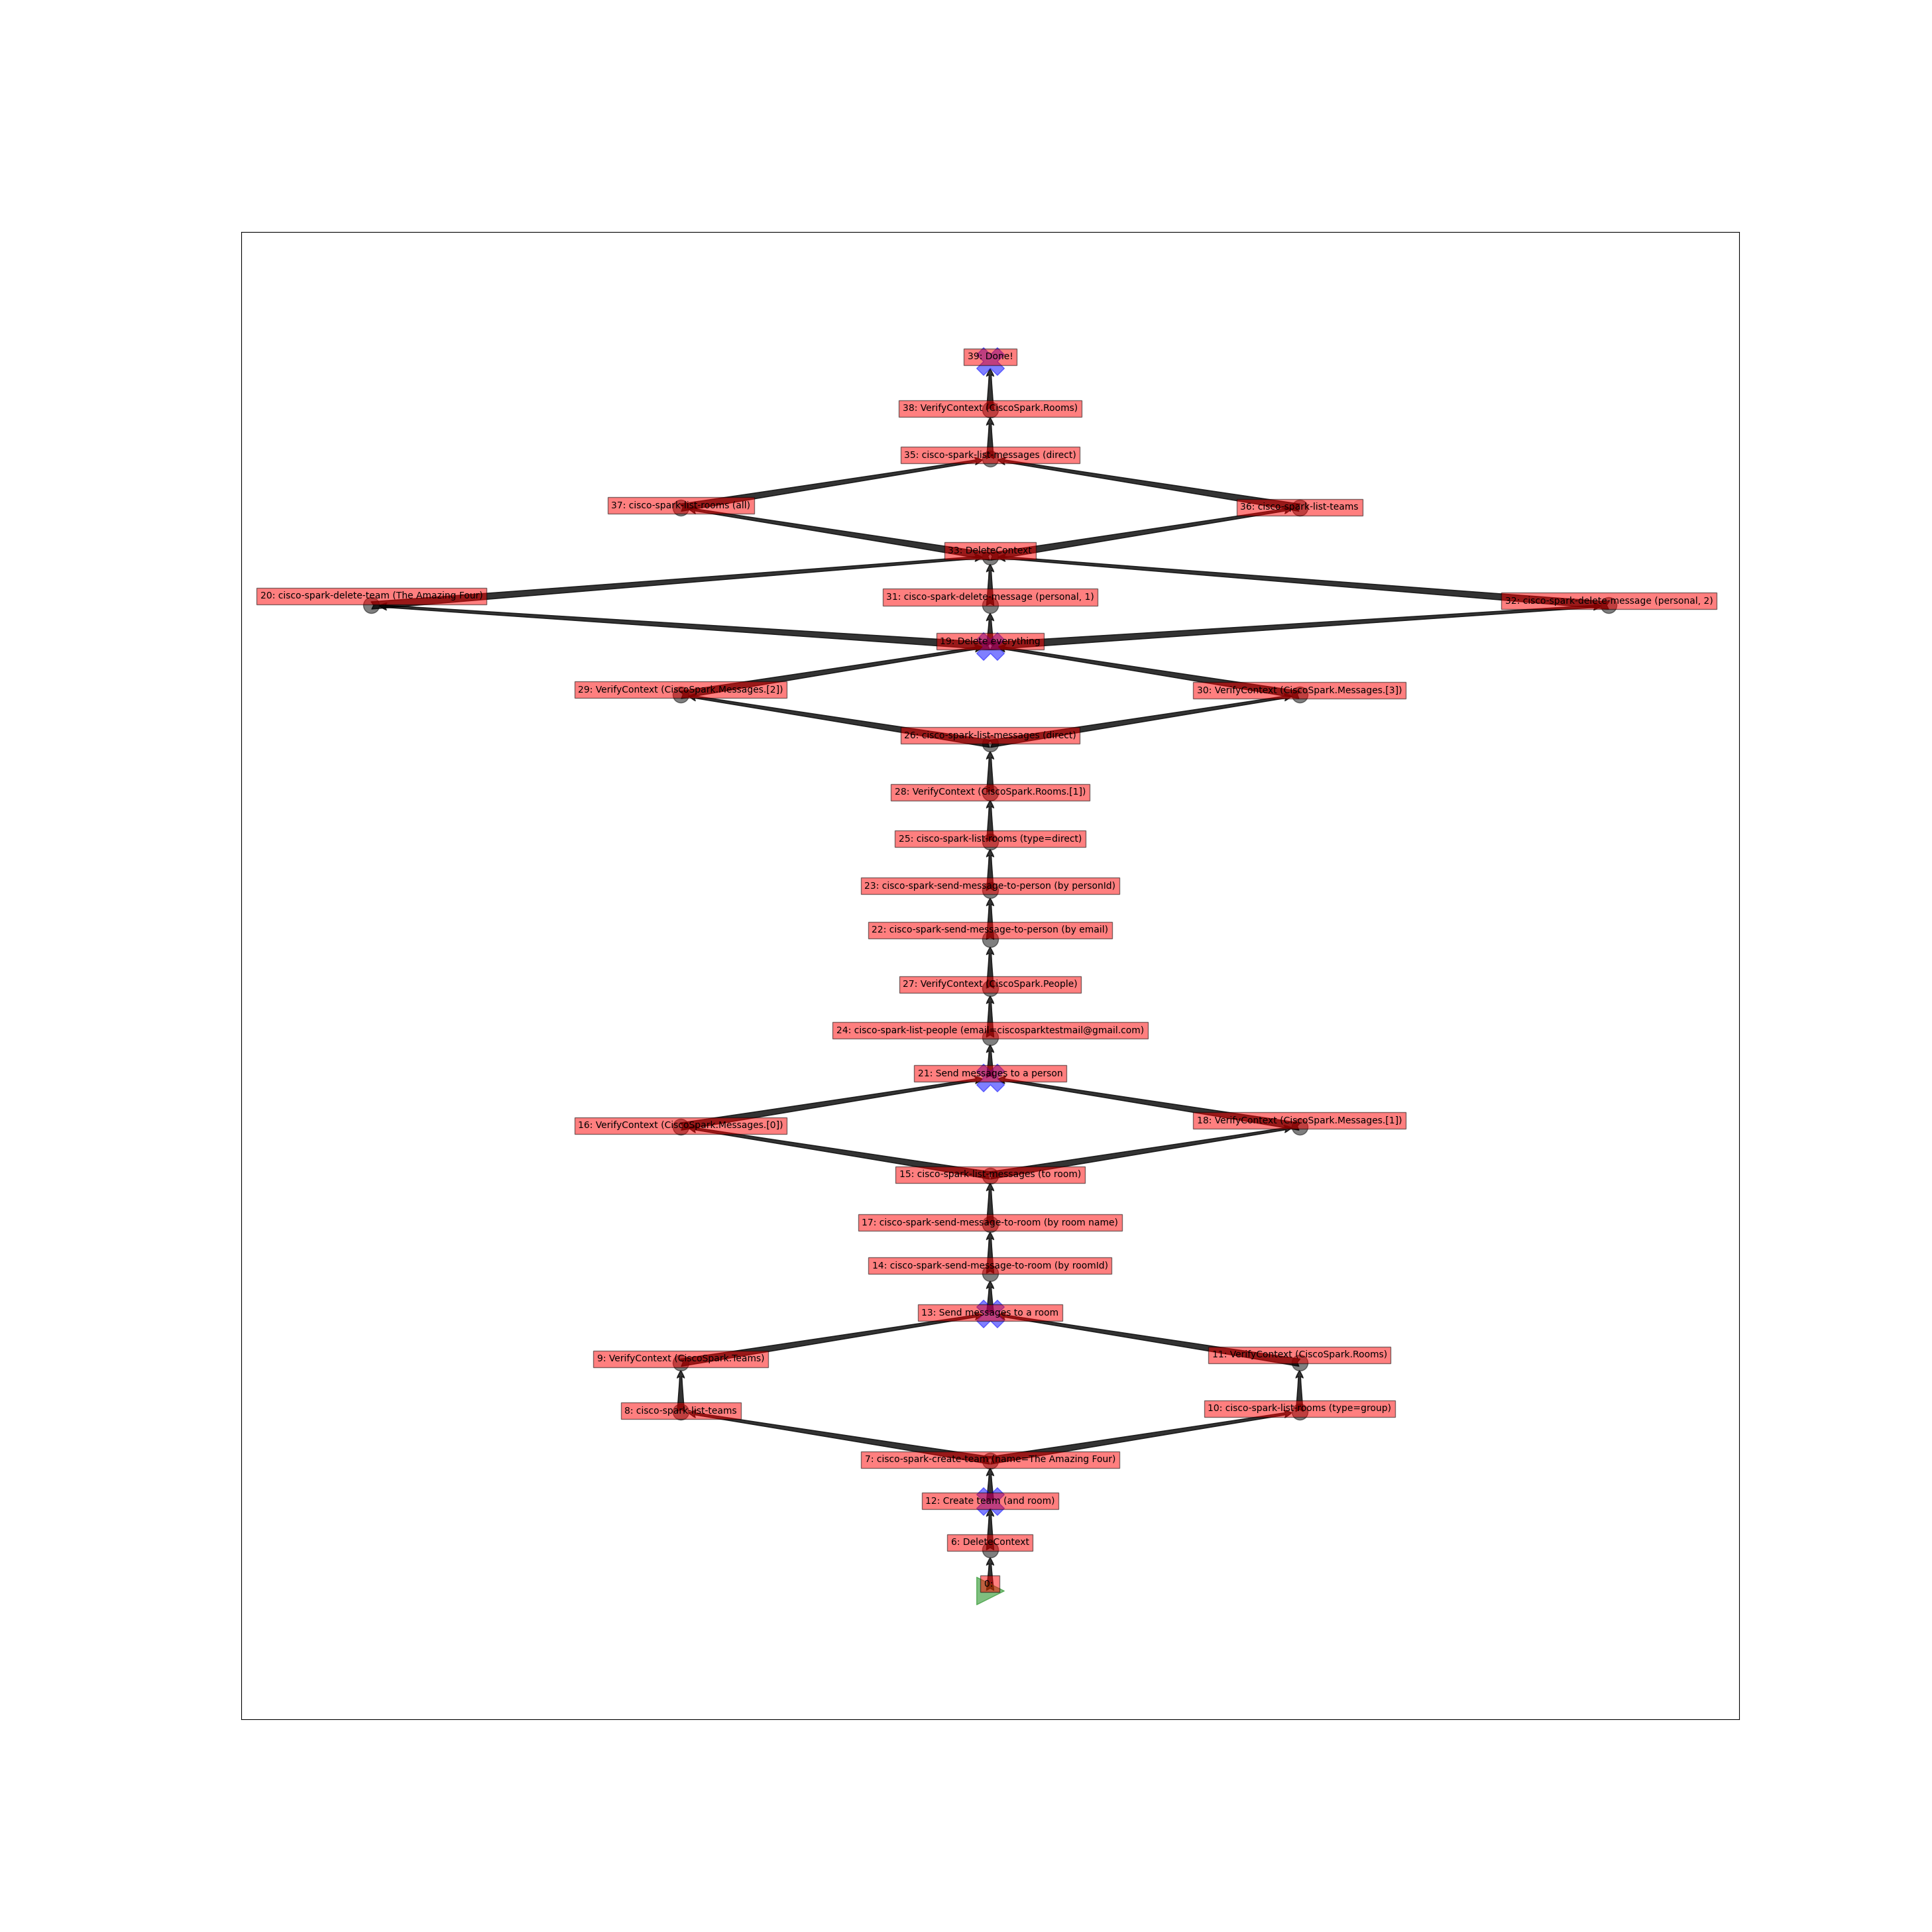 39: Done!
38: VerifyContext (CiscoSpark.Rooms)
35: cisco-spark-list-messages (direct)
37: cisco-spark-list-rooms (all)
36: cisco-spark-list-teams
33: DeleteContext
20: cisco-spark-delete-team (The Amazing Four)
31: cisco-spark-delete-message (personal, 1)
32: cisco-spark-delete-message (personal, 2)
19: Delete everything
29: VerifyContext (CiscoSpark.Messages.[2])
30: VerifyContext (CiscoSpark.Messages.[3])
26: cisco-spark-list-messages (direct)
28: VerifyContext (CiscoSpark.Rooms.[1])
25: cisco-spark-list-rooms (type=direct)
23: cisco-spark-send-message-to-person (by personId)
22: cisco-spark-send-message-to-person (by email)
27: VerifyContext (CiscoSpark.People)
24: cisco-spark-list-people (email=ciscosparktestmail@gmail.com)
21: Send messages to a person
16: VerifyContext (CiscoSpark.Messages.[0])
18: VerifyContext (CiscoSpark.Messages.[1])
15: cisco-spark-list-messages (to room)
17: cisco-spark-send-message-to-room (by room name)
14: cisco-spark-send-message-to-room (by roomId)
13: Send messages to a room
9: VerifyContext (CiscoSpark.Teams)
11: VerifyContext (CiscoSpark.Rooms)
8: cisco-spark-list-teams
10: cisco-spark-list-rooms (type=group)
7: cisco-spark-create-team (name=The Amazing Four)
12: Create team (and room)
6: DeleteContext
0: